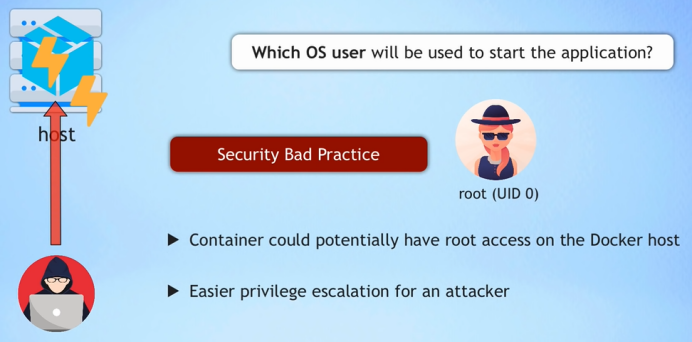 Which OS user will be used to start the application?
host
Security Bad Practice
root (UID 0)
Container could potentially have root access on the Docker host
Easier privilege escalation for an attacker